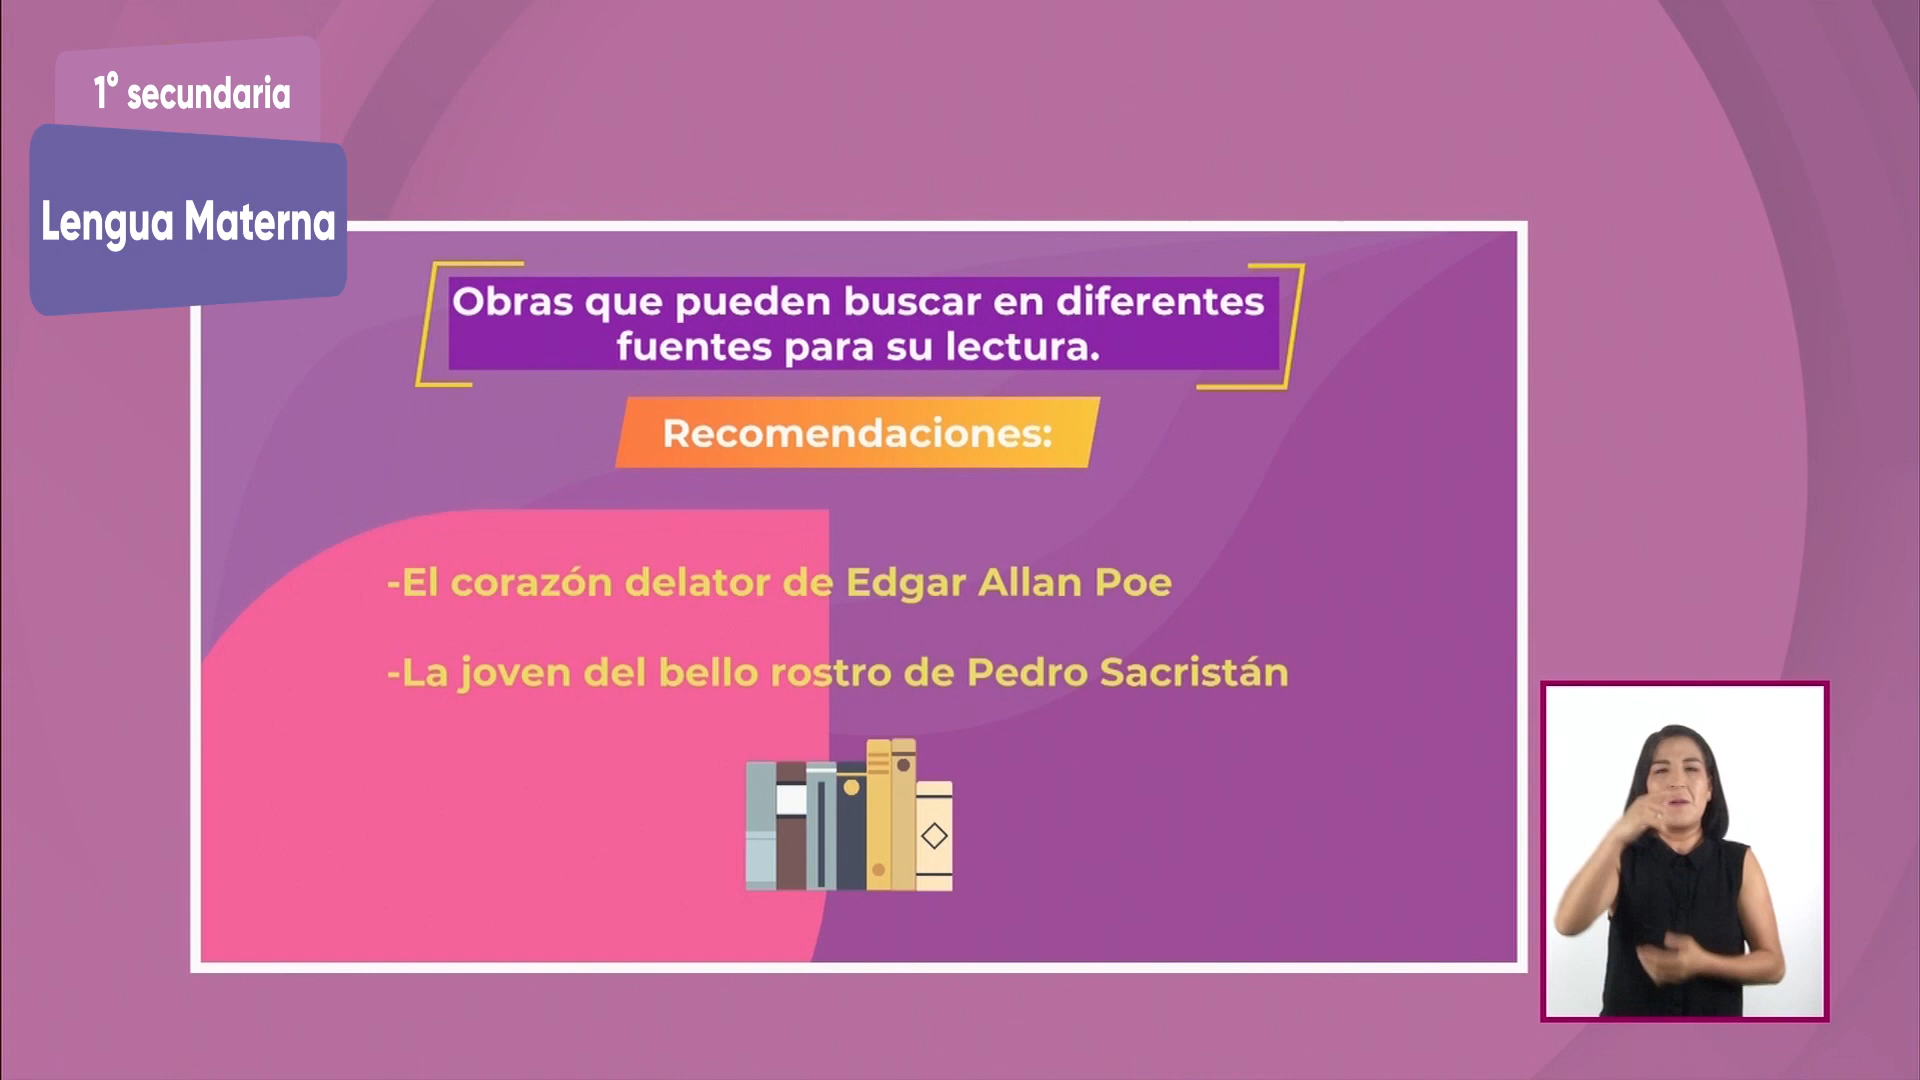 1° secundaria
Lengua Materna
Obras que pueden buscar en diferentes
fuentes para su lectura.
Recomendaciones:
-El corazón delator de Edgar Allan Poe
-La joven del bello rostro de Pedro Sacristán